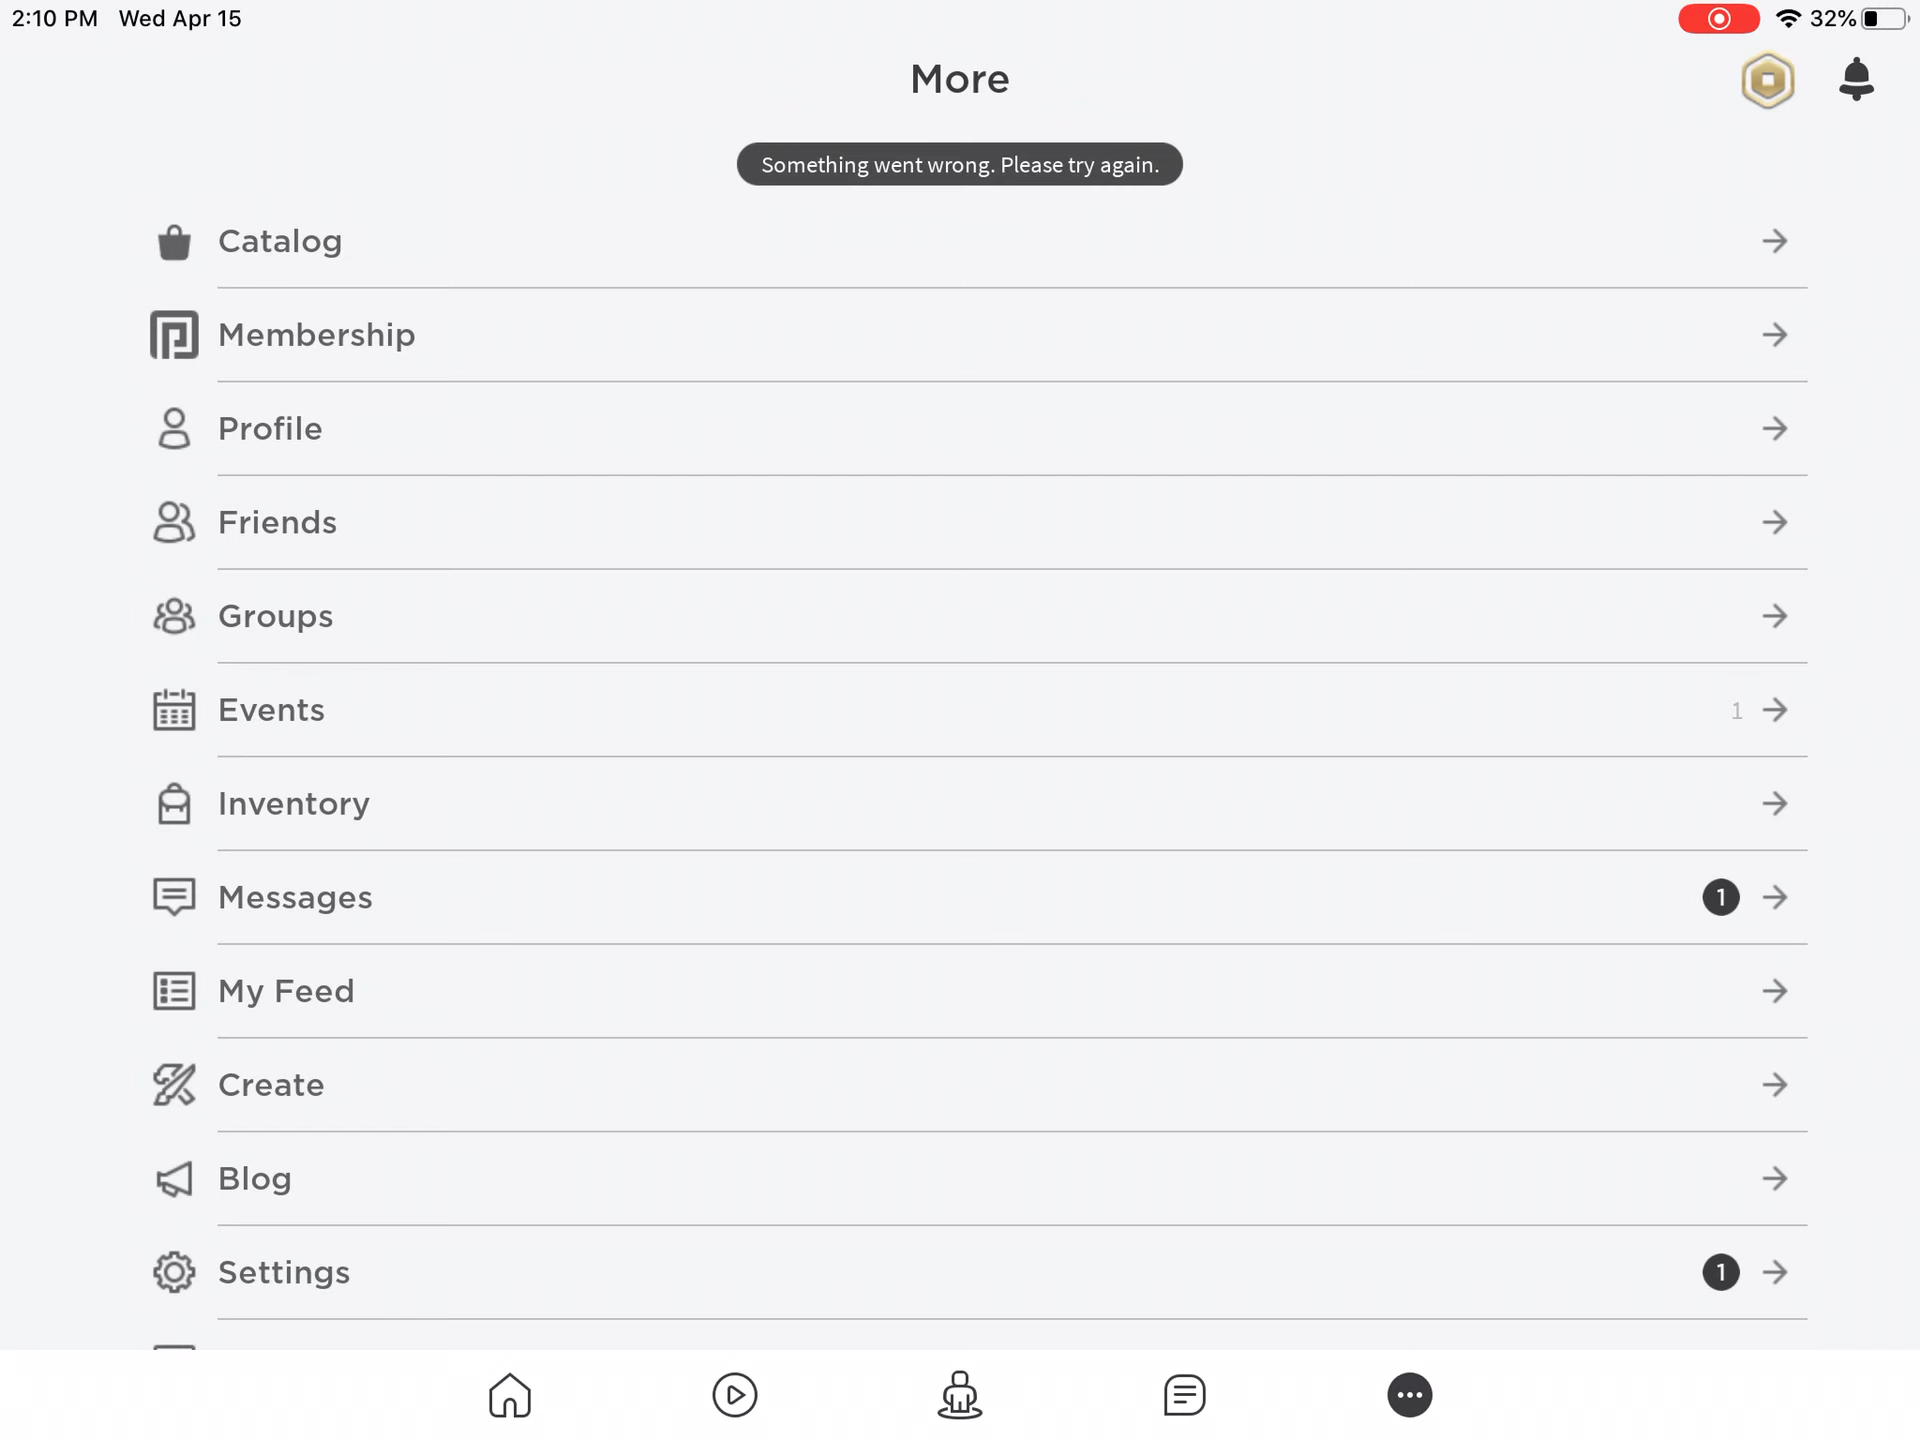 2:10 PM Wed Apr 15 32%
More
Something went wrong. Please try again.
Catalog
Membership
Profile
Friends
Groups
Events 1
Inventory
Messages 1
My Feed
Create
Blog
Settings 1